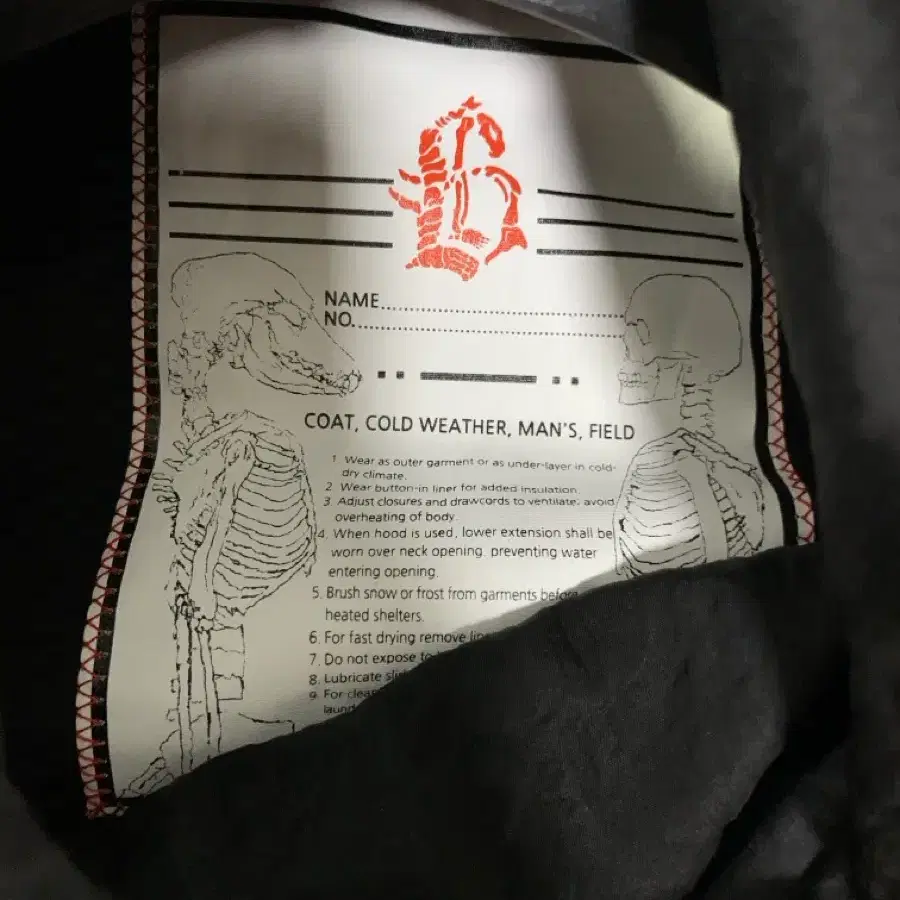 B
NAME
NO.
COAT, COLD WEATHER, MAN'S, FIELD
1 Wear as outer garment or as under-layer in cold-
dry climate.
2. Wear button-in liner for added insulation.
3. Adjust closures and drawcords to ventilate, avoid
overheating of body.
4. When hood is used, lower extension shall be
worn over neck opening, preventing water
entering opening.
5. Brush snow or frost from garments before
heated shelters.
6. For fast drying remove
7. Do not expose to
8. Lubricate
9. For